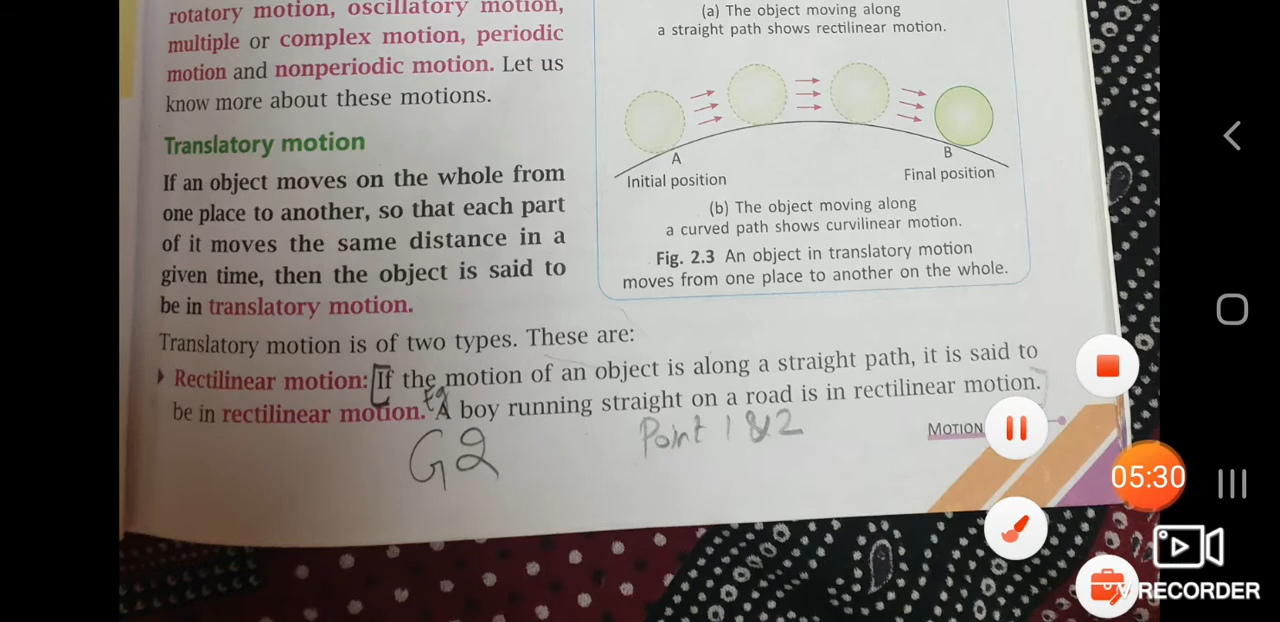 rotatory motion, oscillatory motion,
multiple or complex motion, periodic
motion and nonperiodic motion. Let us
know more about these motions.
Translatory motion
If an object moves on the whole from
one place to another, so that each part
of it moves the same distance in a
given time, then the object is said to
be in translatory motion.
(a) The object moving along
a straight path shows rectilinear motion.
A
B
Initial position
Final position
(b) The object moving along
a curved path shows curvilinear motion.
Fig. 2.3 An object in translatory motion
moves from one place to another on the whole.
Translatory motion is of two types. These are:
Rectilinear motion: If the motion of an object is along a straight path, it is said to
be in rectilinear motion. Eg A boy running straight on a road is in rectilinear motion.
G2
Point 1 & 2
MOTION
05:30
V RECORDER